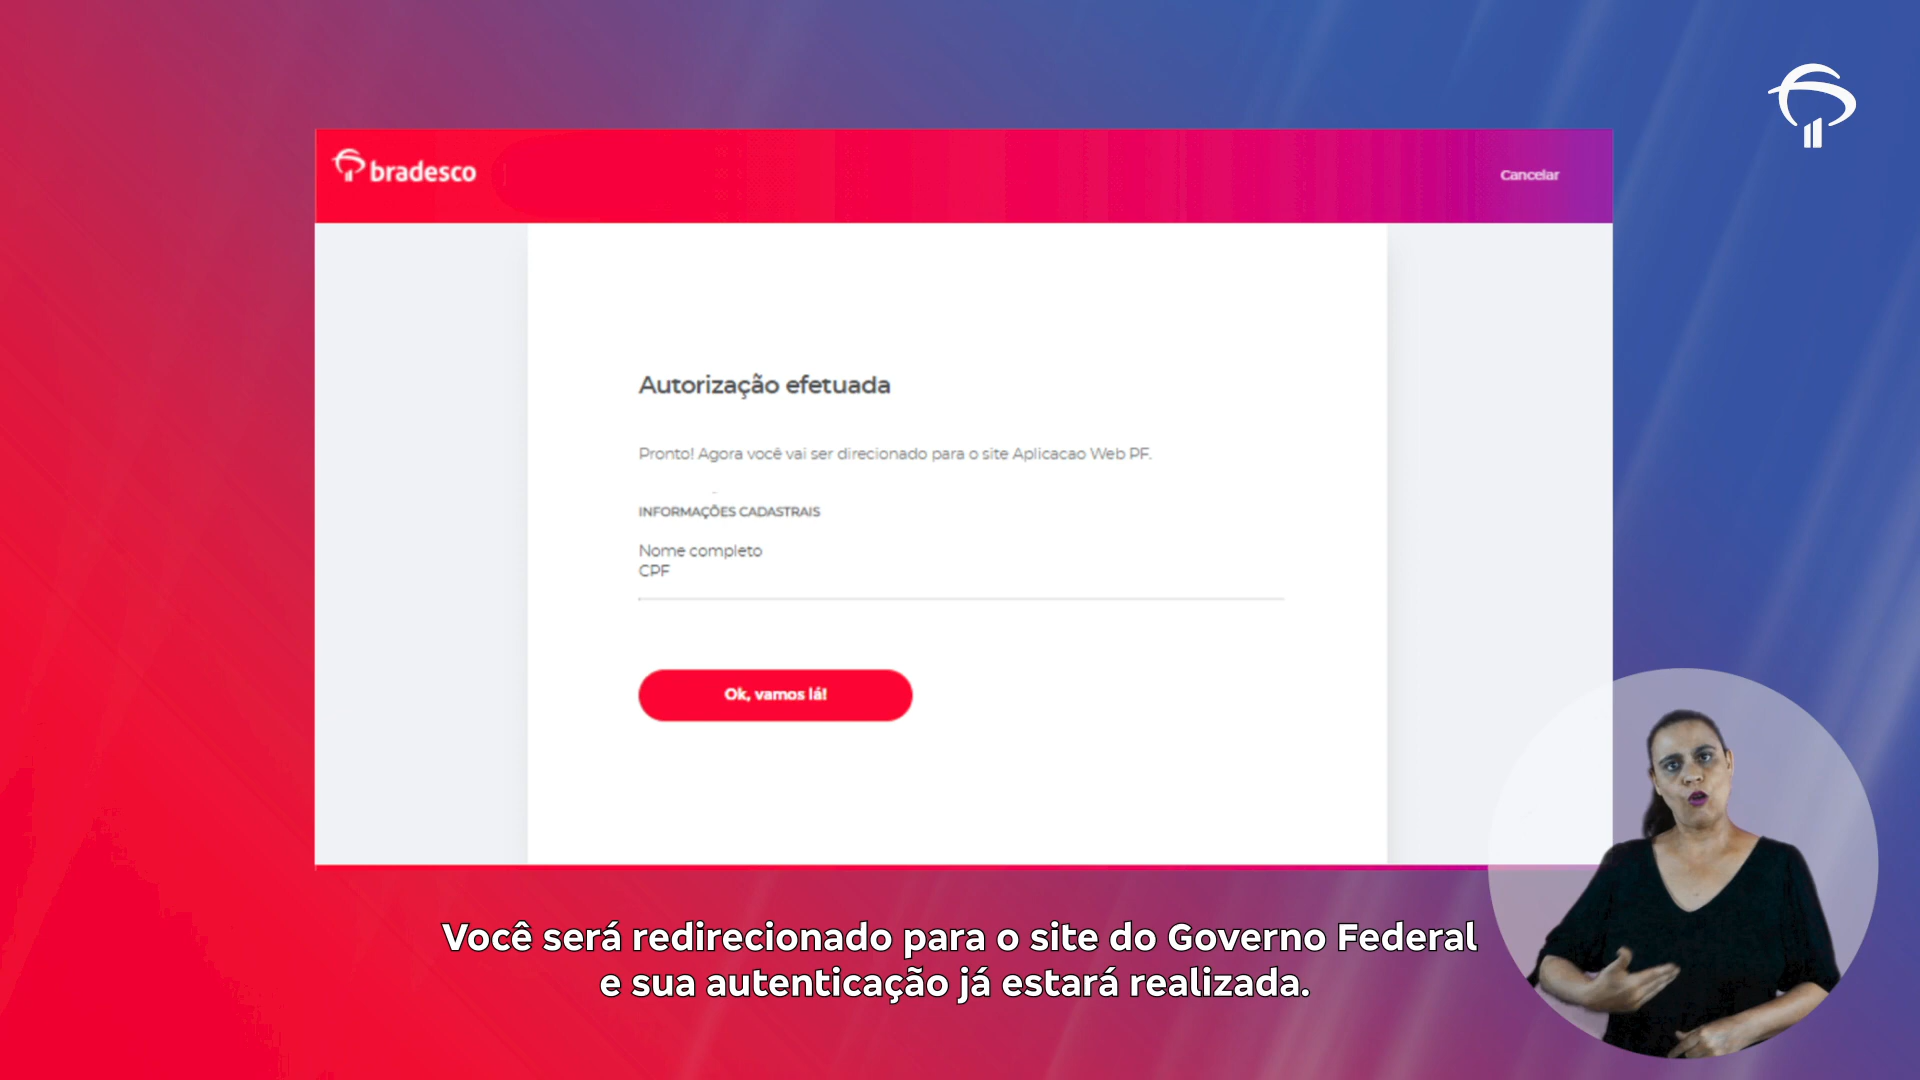 bradesco
Cancelar
Autorização efetuada
Pronto! Agora você vai ser direcionado para o site Aplicacao Web PF.
INFORMAÇÕES CADASTRAIS
Nome completo
CPF
Ok, vamos lá!
Você será redirecionado para o site do Governo Federal
e sua autenticação já estará realizada.